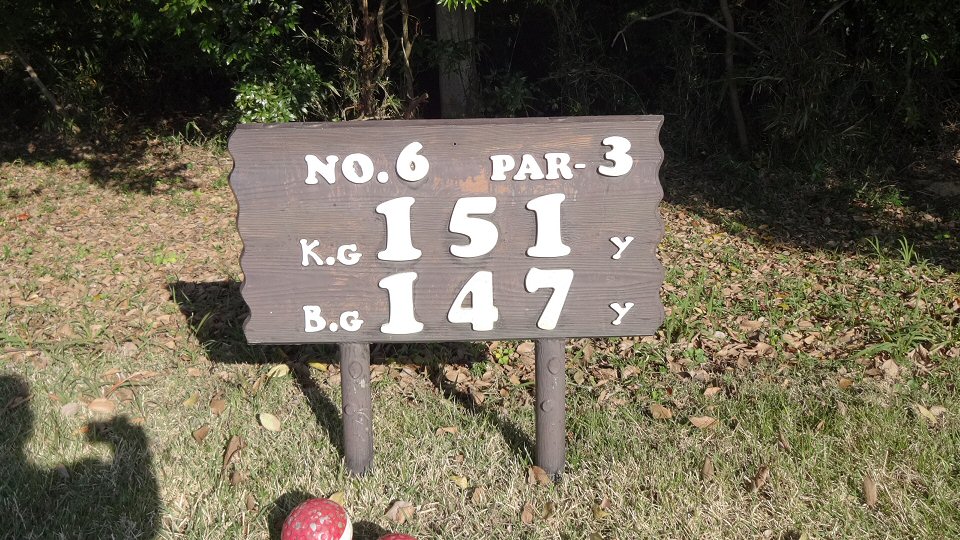 NO.6 PAR-3
K.G 151 Y
B.G 147 Y